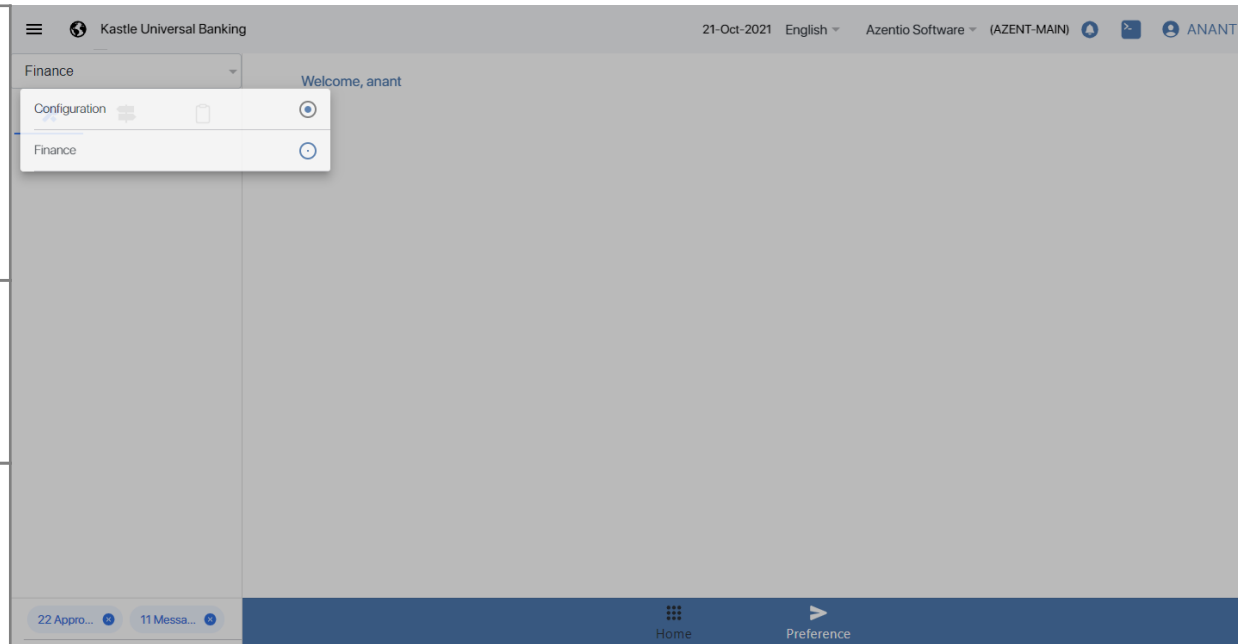 Kastle Universal Banking
21-Oct-2021 English Azentio Software (AZENT-MAIN) ANANT
Finance
Welcome, anant
Configuration
Finance
22 Appro... 11 Messa...
Home Preference